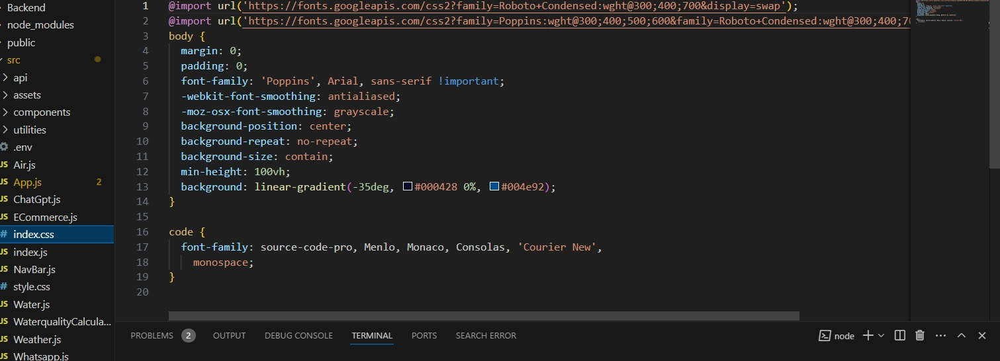 Backend
node_modules
public
src
api
assets
components
utilities
.env
JS Air.js
JS App.js 2
JS ChatGpt.js
JS ECommerce.js
# index.css
JS index.js
JS NavBar.js
# style.css
JS Water.js
JS WaterqualityCalcula...
JS Weather.js
JS Whatsapp.js
1 @import url('https://fonts.googleapis.com/css2?family=Roboto+Condensed:wght@300;400;700&display=swap');
2 @import url('https://fonts.googleapis.com/css2?family=Poppins:wght@300;400;500;600&family=Roboto+Condensed:wght@300;400;70
3 body {
4 margin: 0;
5 padding: 0;
6 font-family: 'Poppins', Arial, sans-serif !important;
7 -webkit-font-smoothing: antialiased;
8 -moz-osx-font-smoothing: grayscale;
9 background-position: center;
10 background-repeat: no-repeat;
11 background-size: contain;
12 min-height: 100vh;
13 background: linear-gradient(-35deg, #000428 0%, #004e92);
14 }
15
16 code {
17 font-family: source-code-pro, Menlo, Monaco, Consolas, 'Courier New',
18 monospace;
19 }
20
PROBLEMS 2 OUTPUT DEBUG CONSOLE TERMINAL PORTS SEARCH ERROR node